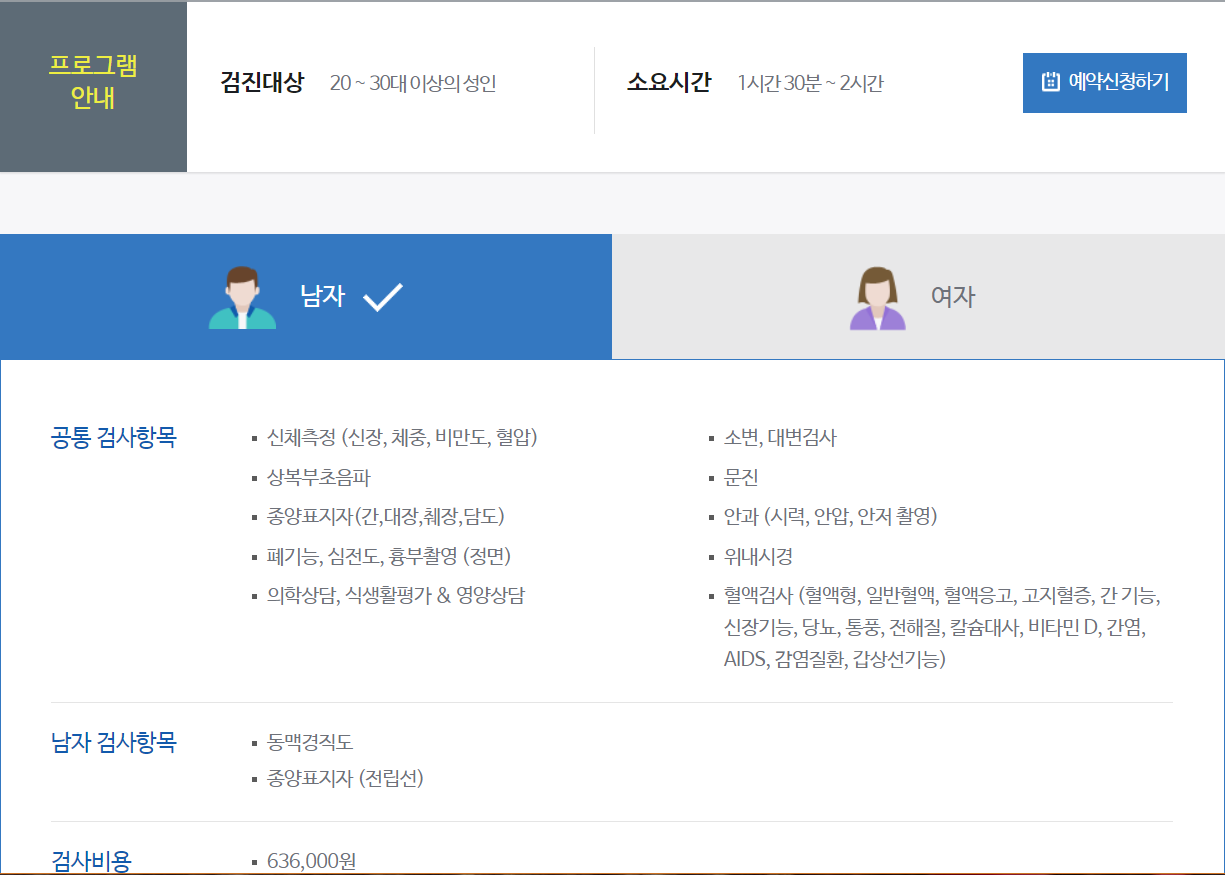 프로그램
안내
검진대상 20 ~ 30대 이상의 성인
소요시간 1시간 30분 ~ 2시간
예약신청하기
남자
여자
공통 검사항목
신체측정 (신장, 체중, 비만도, 혈압)
상복부초음파
종양표지자(간,대장,췌장,담도)
폐기능, 심전도, 흉부촬영 (정면)
의학상담, 식생활평가 & 영양상담
소변, 대변검사
문진
안과 (시력, 안압, 안저 촬영)
위내시경
혈액검사 (혈액형, 일반혈액, 혈액응고, 고지혈증, 간 기능,
신장기능, 당뇨, 통풍, 전해질, 칼슘대사, 비타민 D, 간염,
AIDS, 감염질환, 갑상선기능)
남자 검사항목
동맥경직도
종양표지자 (전립선)
검사비용
636,000원